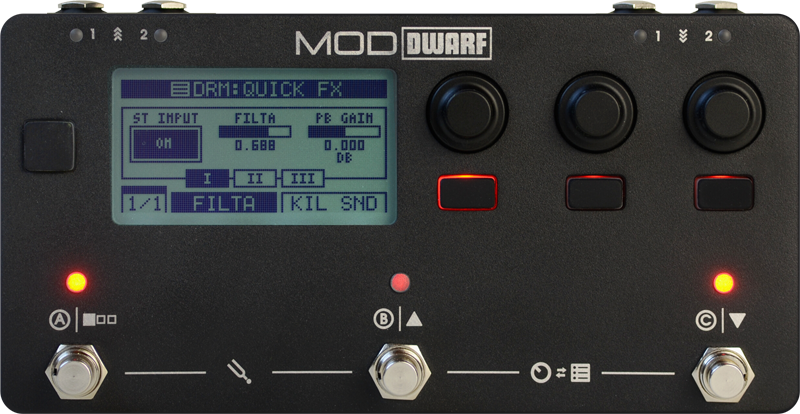 1 2
MOD DWARF
1 2
DRM:QUICK FX
ST INPUT FILTA PB GAIN
ON 0.688 0.000
DB
I II III
1/1 FILTA KIL SND
A B C